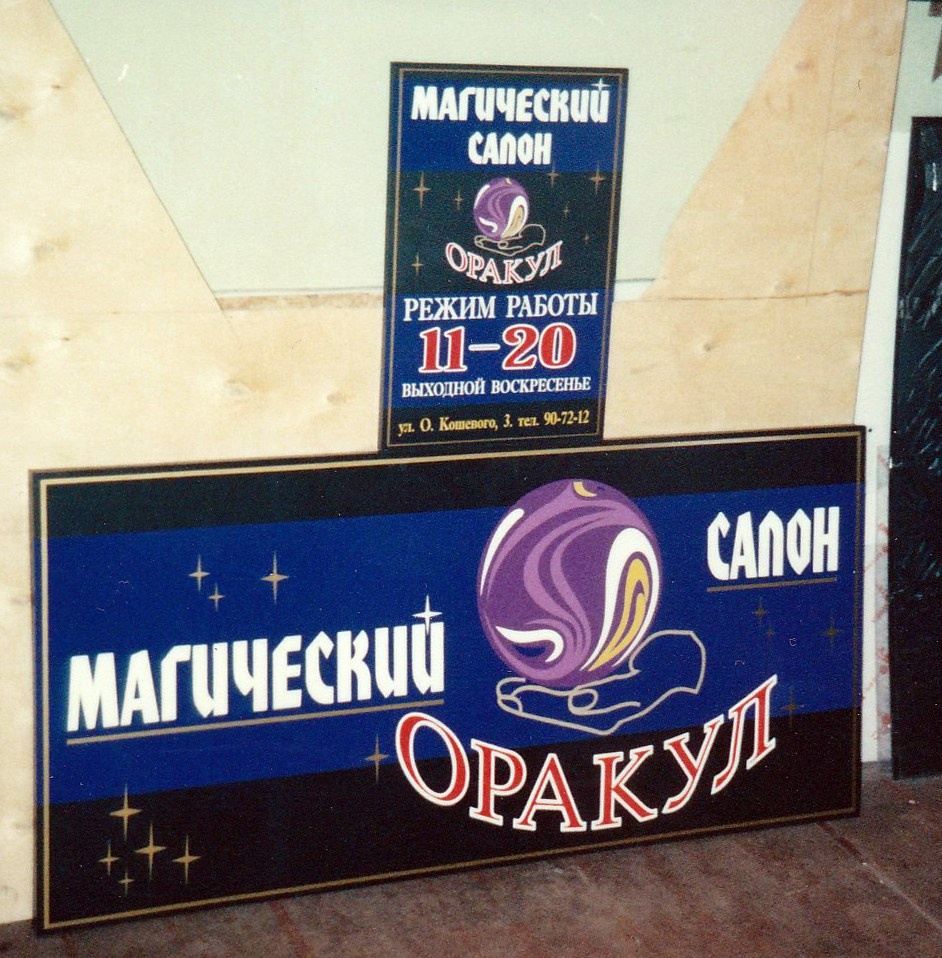 МАГИЧЕСКИЙ
САЛОН
ОРАКУЛ
РЕЖИМ РАБОТЫ
11–20
ВЫХОДНОЙ ВОСКРЕСЕНЬЕ
ул. О. Кошевого, 3. тел. 90-72-12
МАГИЧЕСКИЙ
САЛОН
ОРАКУЛ